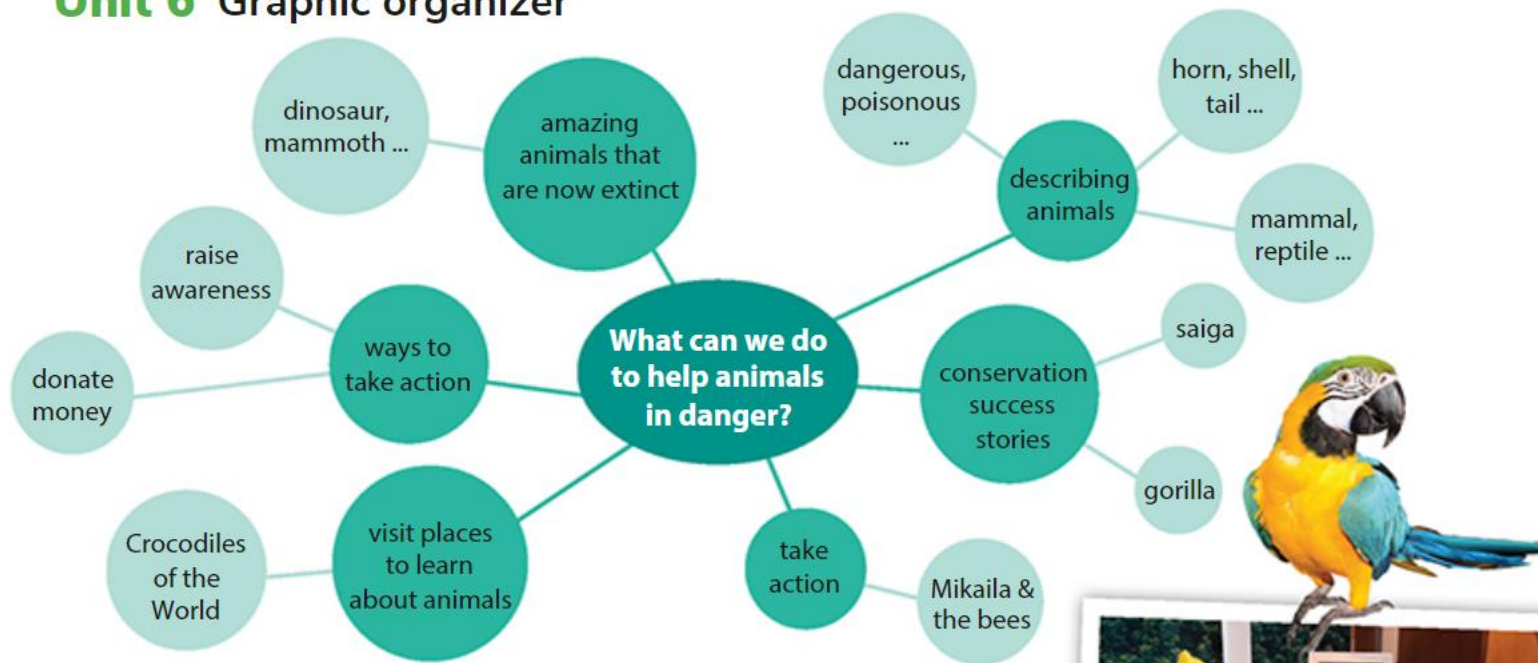 Unit 6 Graphic organizer
dinosaur,
mammoth ...
amazing
animals that
are now extinct
dangerous,
poisonous
...
horn, shell,
tail ...
describing
animals
mammal,
reptile ...
raise
awareness
ways to
take action
donate
money
What can we do
to help animals
in danger?
conservation
success
stories
saiga
gorilla
Crocodiles
of the
World
visit places
to learn
about animals
take
action
Mikaila &
the bees